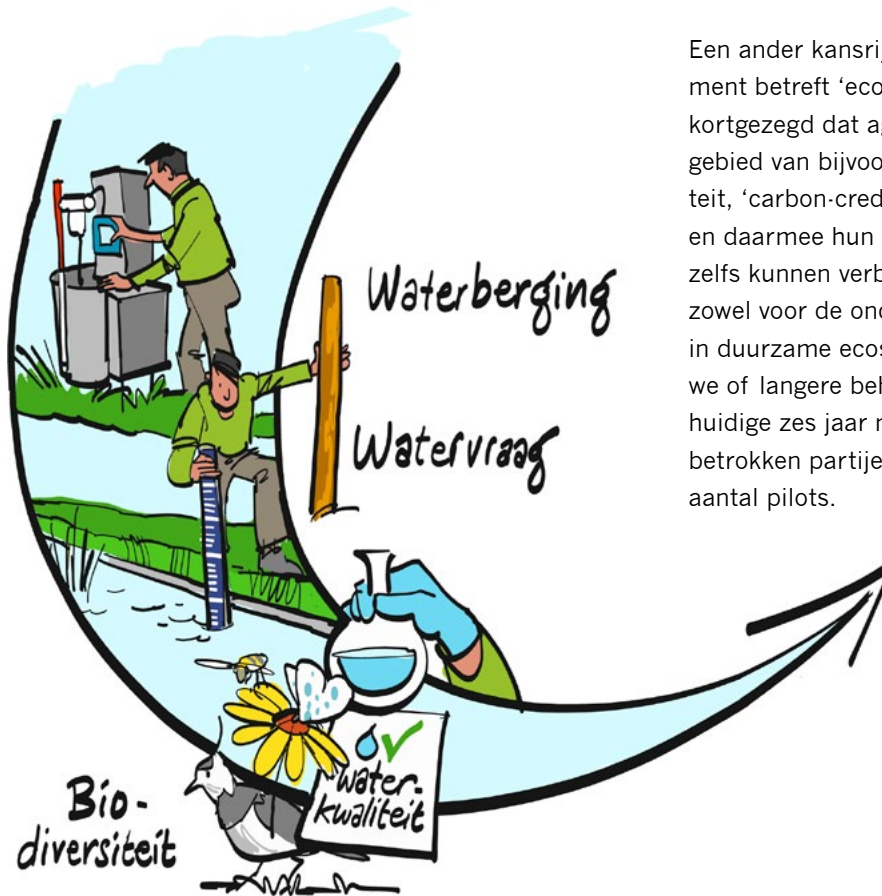 Een ander kansrij
ment betreft ‘eco
kortgezegd dat a
gebied van bijvoo
teit, ‘carbon-cred
en daarmee hun
zelfs kunnen verb
zowel voor de ond
in duurzame ecos
we of langere beh
huidige zes jaar
betrokken partije
aantal pilots.
Waterberging
Watervraag
water-
kwaliteit
Bio-
diversiteit